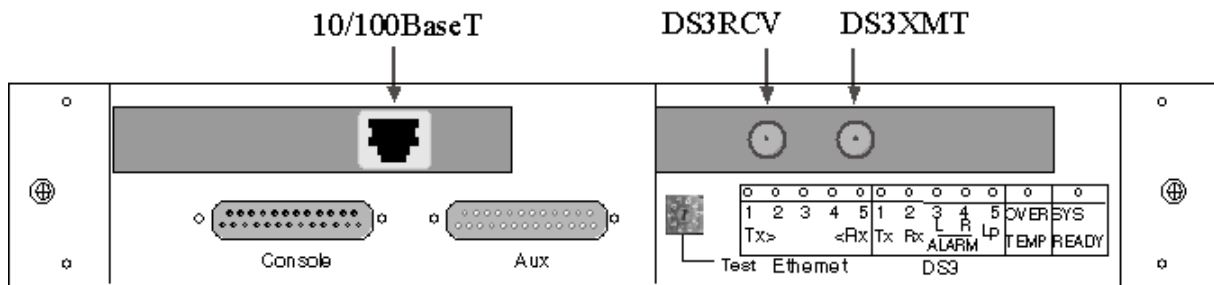 10/100BaseT DS3RCV DS3XMT
1 2 3 4 5 1 2 3 4 5 OVER SYS
L R
Tx> <Rx Tx Rx ALARM Lp TEMP READY
Console Aux Test Ethernet DS3